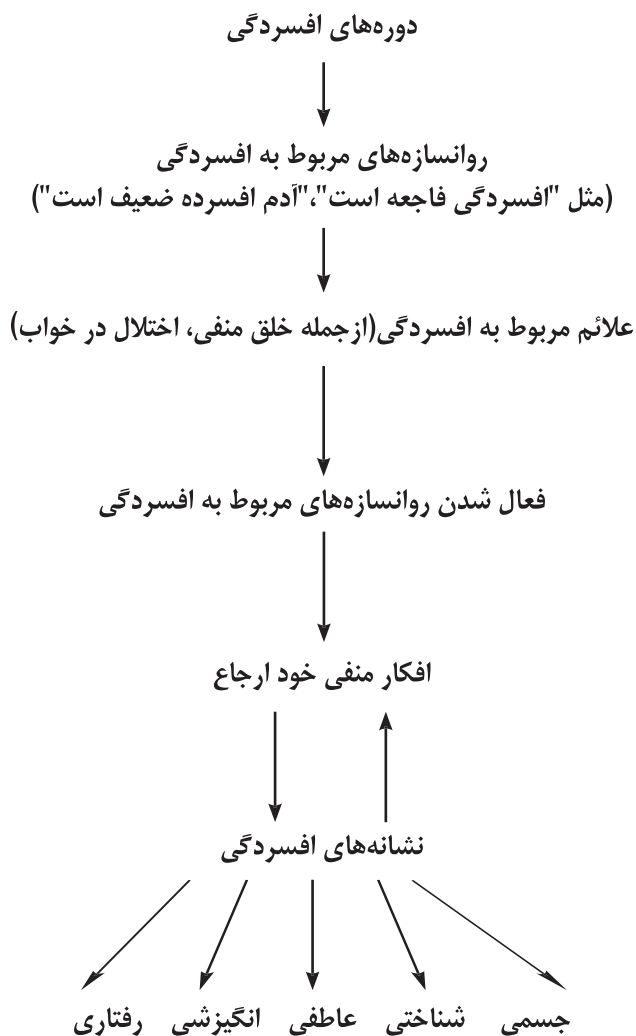 دوره‌های افسردگی
روانسازه‌های مربوط به افسردگی
(مثل "افسردگی فاجعه است"،"آدم افسرده ضعیف است")
علائم مربوط به افسردگی(ازجمله خلق منفی، اختلال در خواب)
فعال شدن روانسازه‌های مربوط به افسردگی
افکار منفی خود ارجاع
نشانه‌های افسردگی
جسمی شناختی عاطفی انگیزشی رفتاری